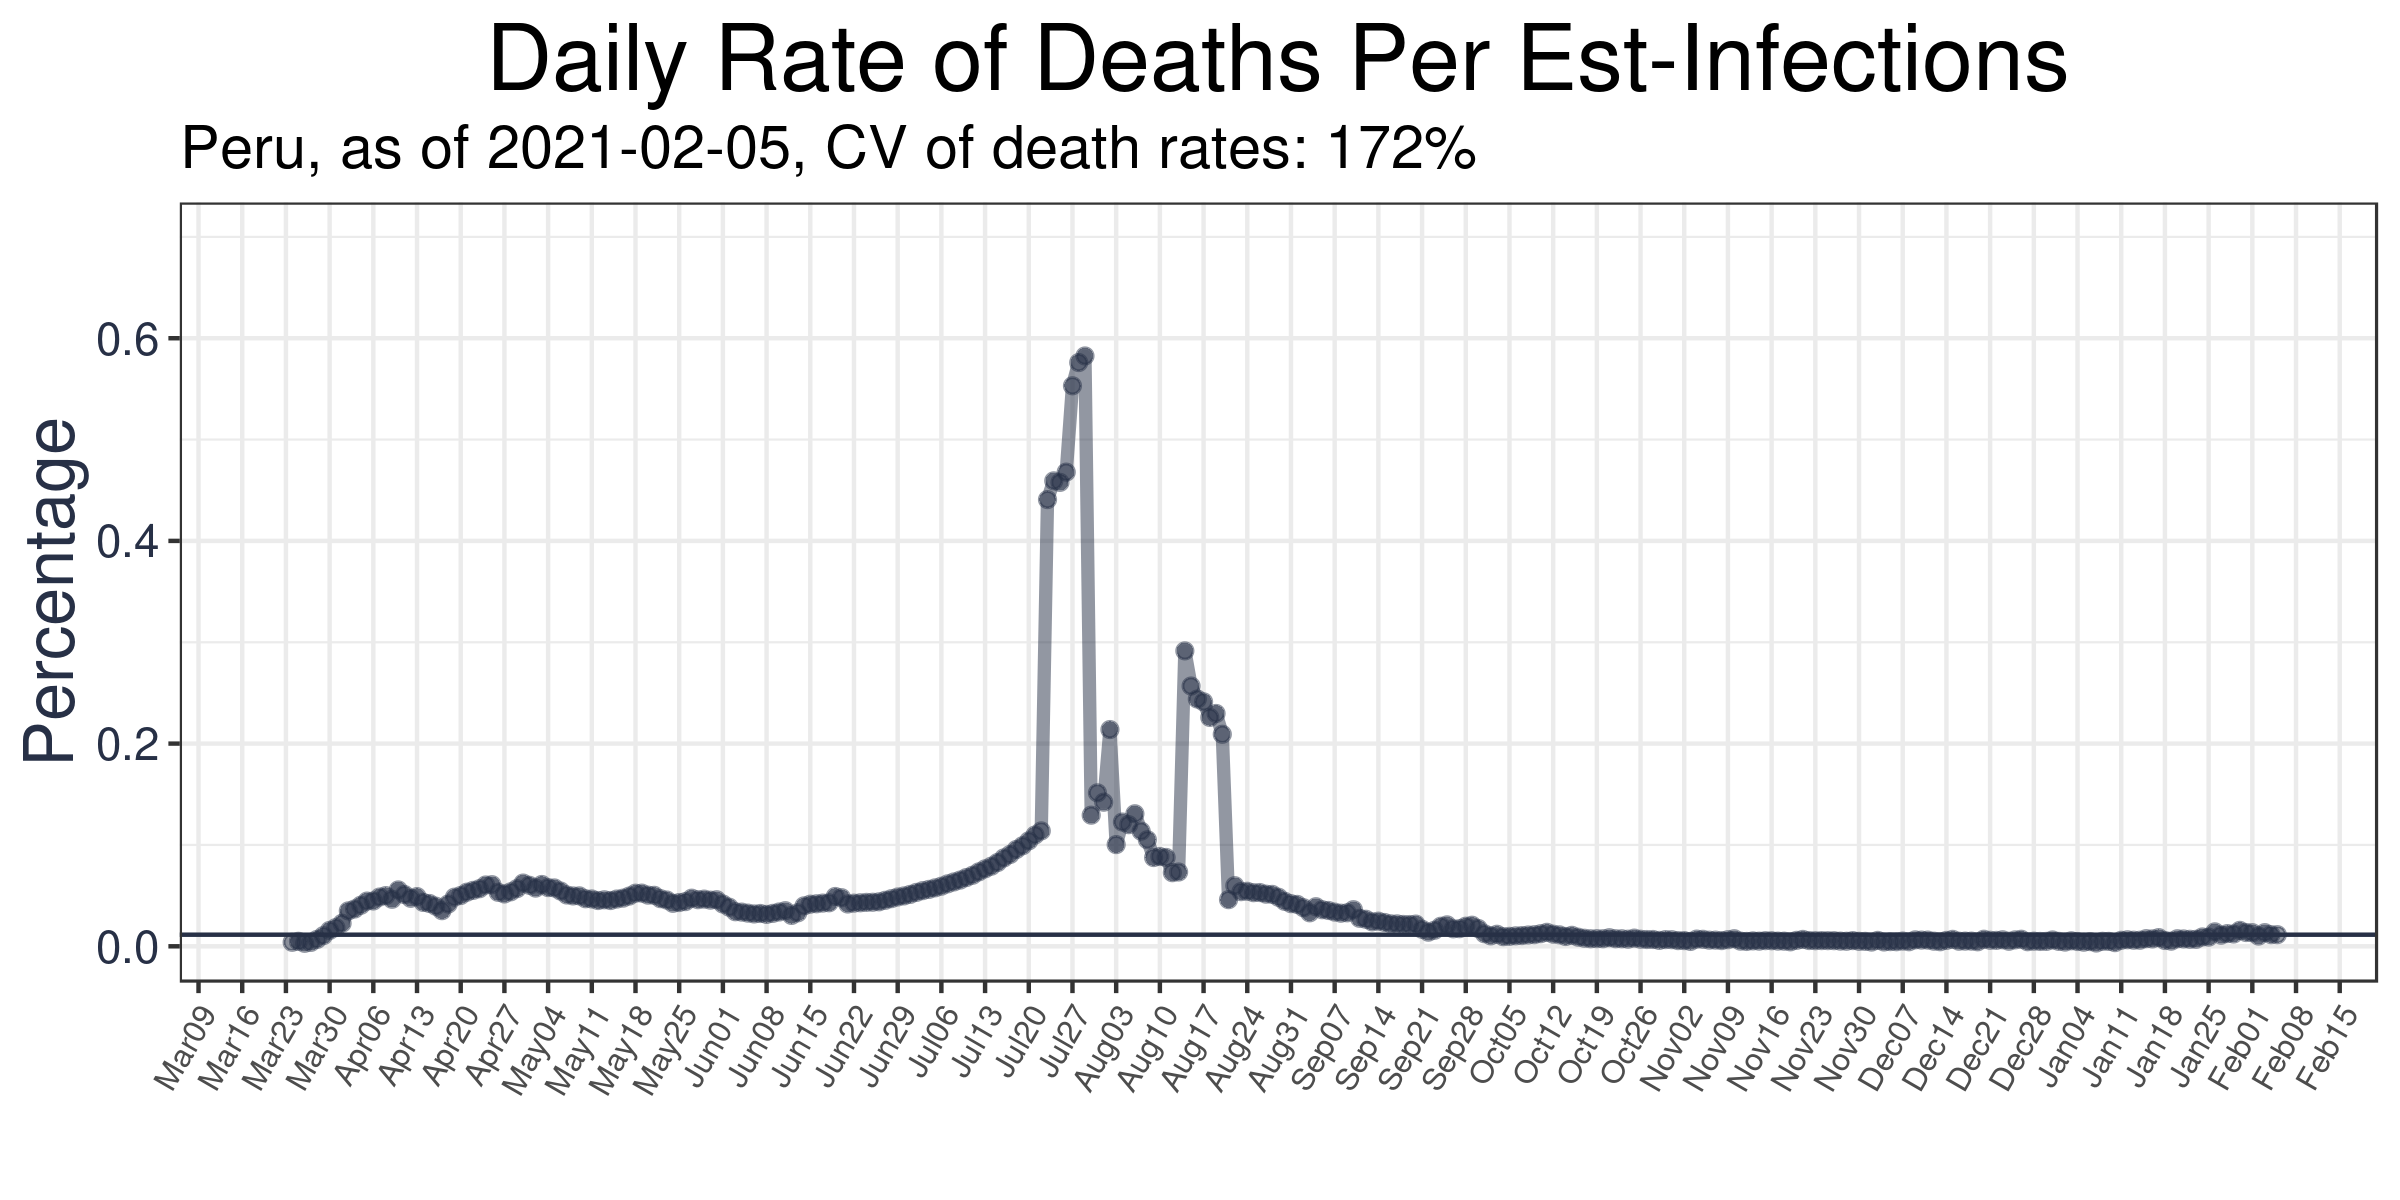 Daily Rate of Deaths Per Est-Infections
Peru, as of 2021-02-05, CV of death rates: 172%
Percentage
0.6
0.4
0.2
0.0
Mar09
Mar16
Mar23
Mar30
Apr06
Apr13
Apr20
Apr27
May04
May11
May18
May25
Jun01
Jun08
Jun15
Jun22
Jun29
Jul06
Jul13
Jul20
Jul27
Aug03
Aug10
Aug17
Aug24
Aug31
Sep07
Sep14
Sep21
Sep28
Oct05
Oct12
Oct19
Oct26
Nov02
Nov09
Nov16
Nov23
Nov30
Dec07
Dec14
Dec21
Dec28
Jan04
Jan11
Jan18
Jan25
Feb01
Feb08
Feb15